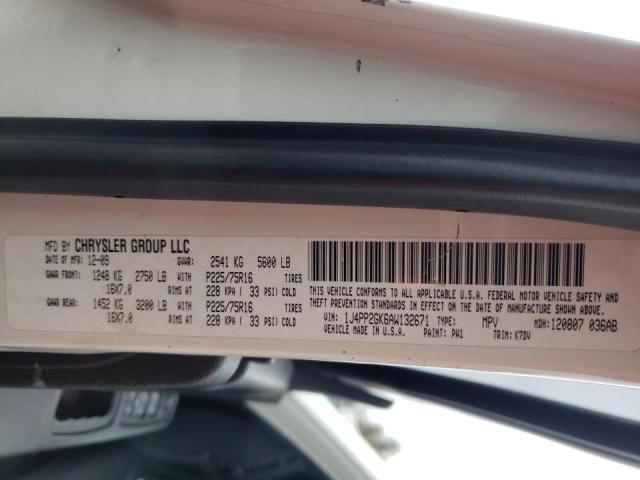 MFD BY CHRYSLER GROUP LLC
DATE OF MFG. 12-09 GVWR: 2541 KG 5600 LB
GAWR FRONT: 1248 KG 2750 LB WITH P225/75R16 TIRES
16X7.0 RIMS AT 228 KPA ( 33 PSI) COLD
GAWR REAR: 1452 KG 3200 LB WITH P225/75R16 TIRES
16X7.0 RIMS AT 228 KPA ( 33 PSI) COLD
THIS VEHICLE CONFORMS TO ALL APPLICABLE U.S.A. FEDERAL MOTOR VEHICLE SAFETY AND
THEFT PREVENTION STANDARDS IN EFFECT ON THE DATE OF MANUFACTURE SHOWN ABOVE.
VIN: 1J4PP2GK6AW132671 TYPE: MPV MDH: 120807 036AB
VEHICLE MADE IN U.S.A. PAINT: PW1 TRIM: K7DV